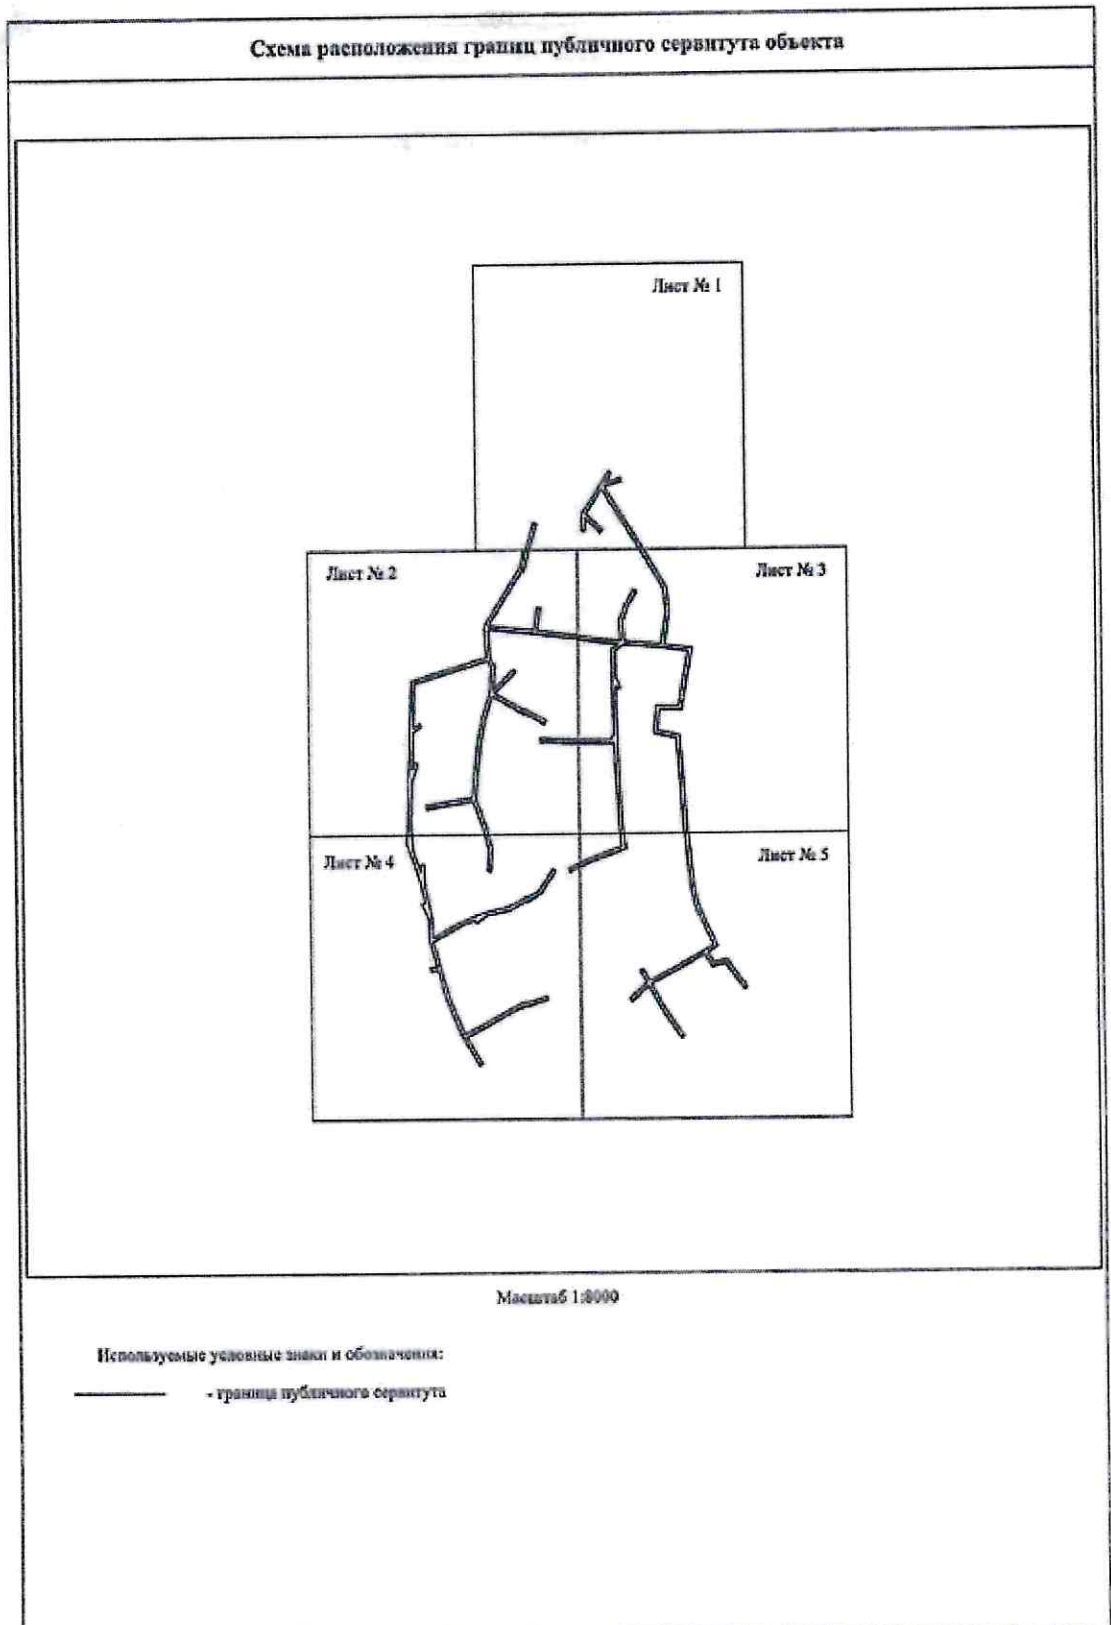 Схема расположения границ публичного сервитута объекта
Лист № 1
Лист № 2
Лист № 3
Лист № 4
Лист № 5
Масштаб 1:8000
Используемые условные знаки и обозначения:
- граница публичного сервитута